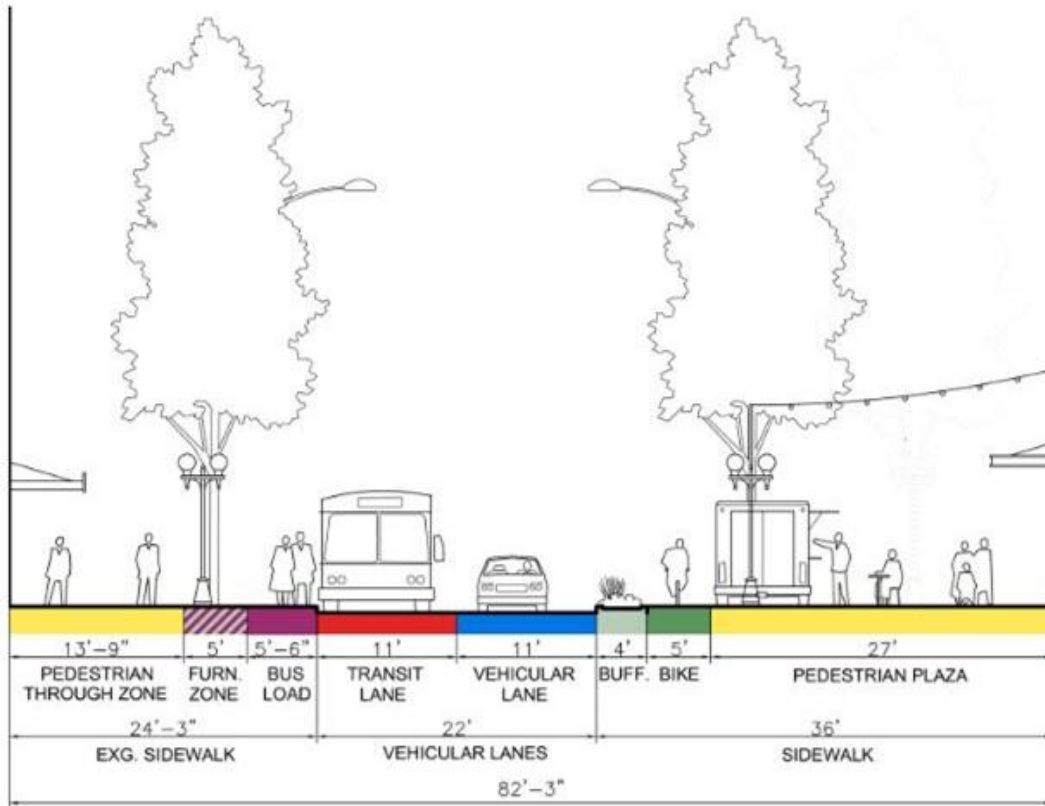 13'-9" 5' 5'-6" 11' 11' 4' 5' 27'
PEDESTRIAN FURN. BUS TRANSIT VEHICULAR BUFF. BIKE PEDESTRIAN PLAZA
THROUGH ZONE ZONE LOAD LANE LANE
24'-3" 22' 36'
EXG. SIDEWALK VEHICULAR LANES SIDEWALK
82'-3"